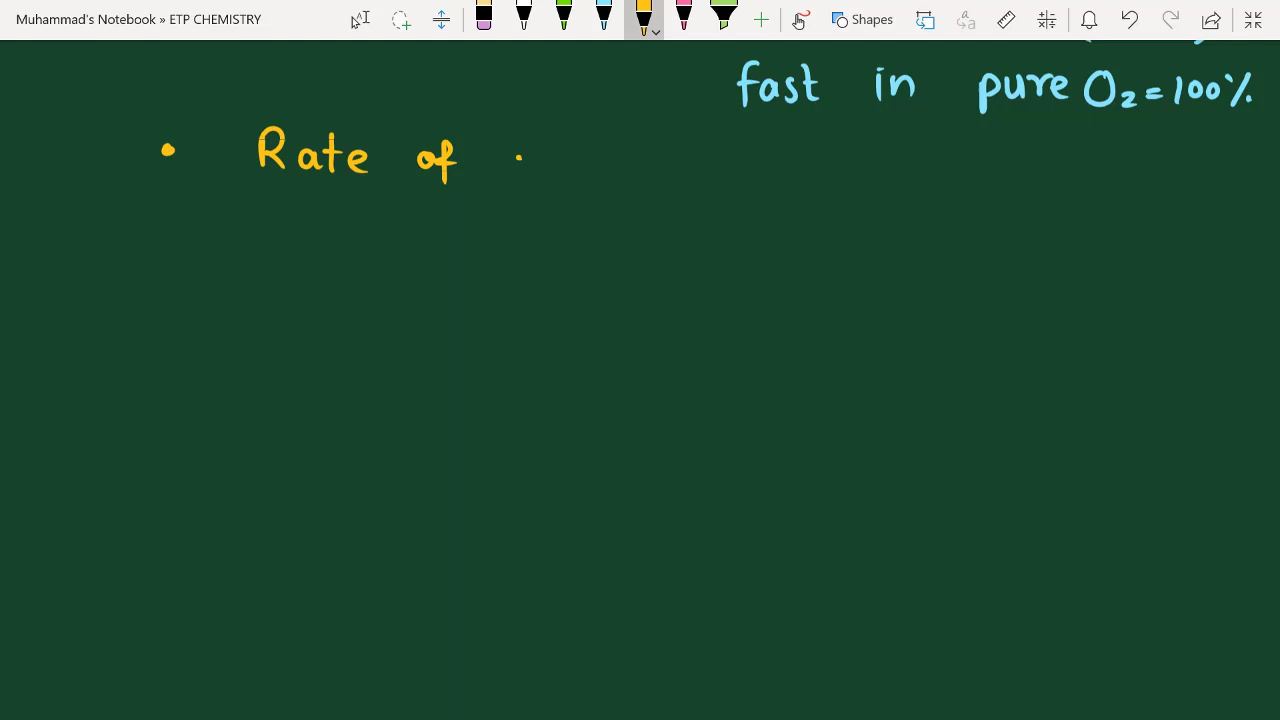 Muhammad's Notebook » ETP CHEMISTRY
Shapes
fast in pure O₂ = 100%
• Rate of